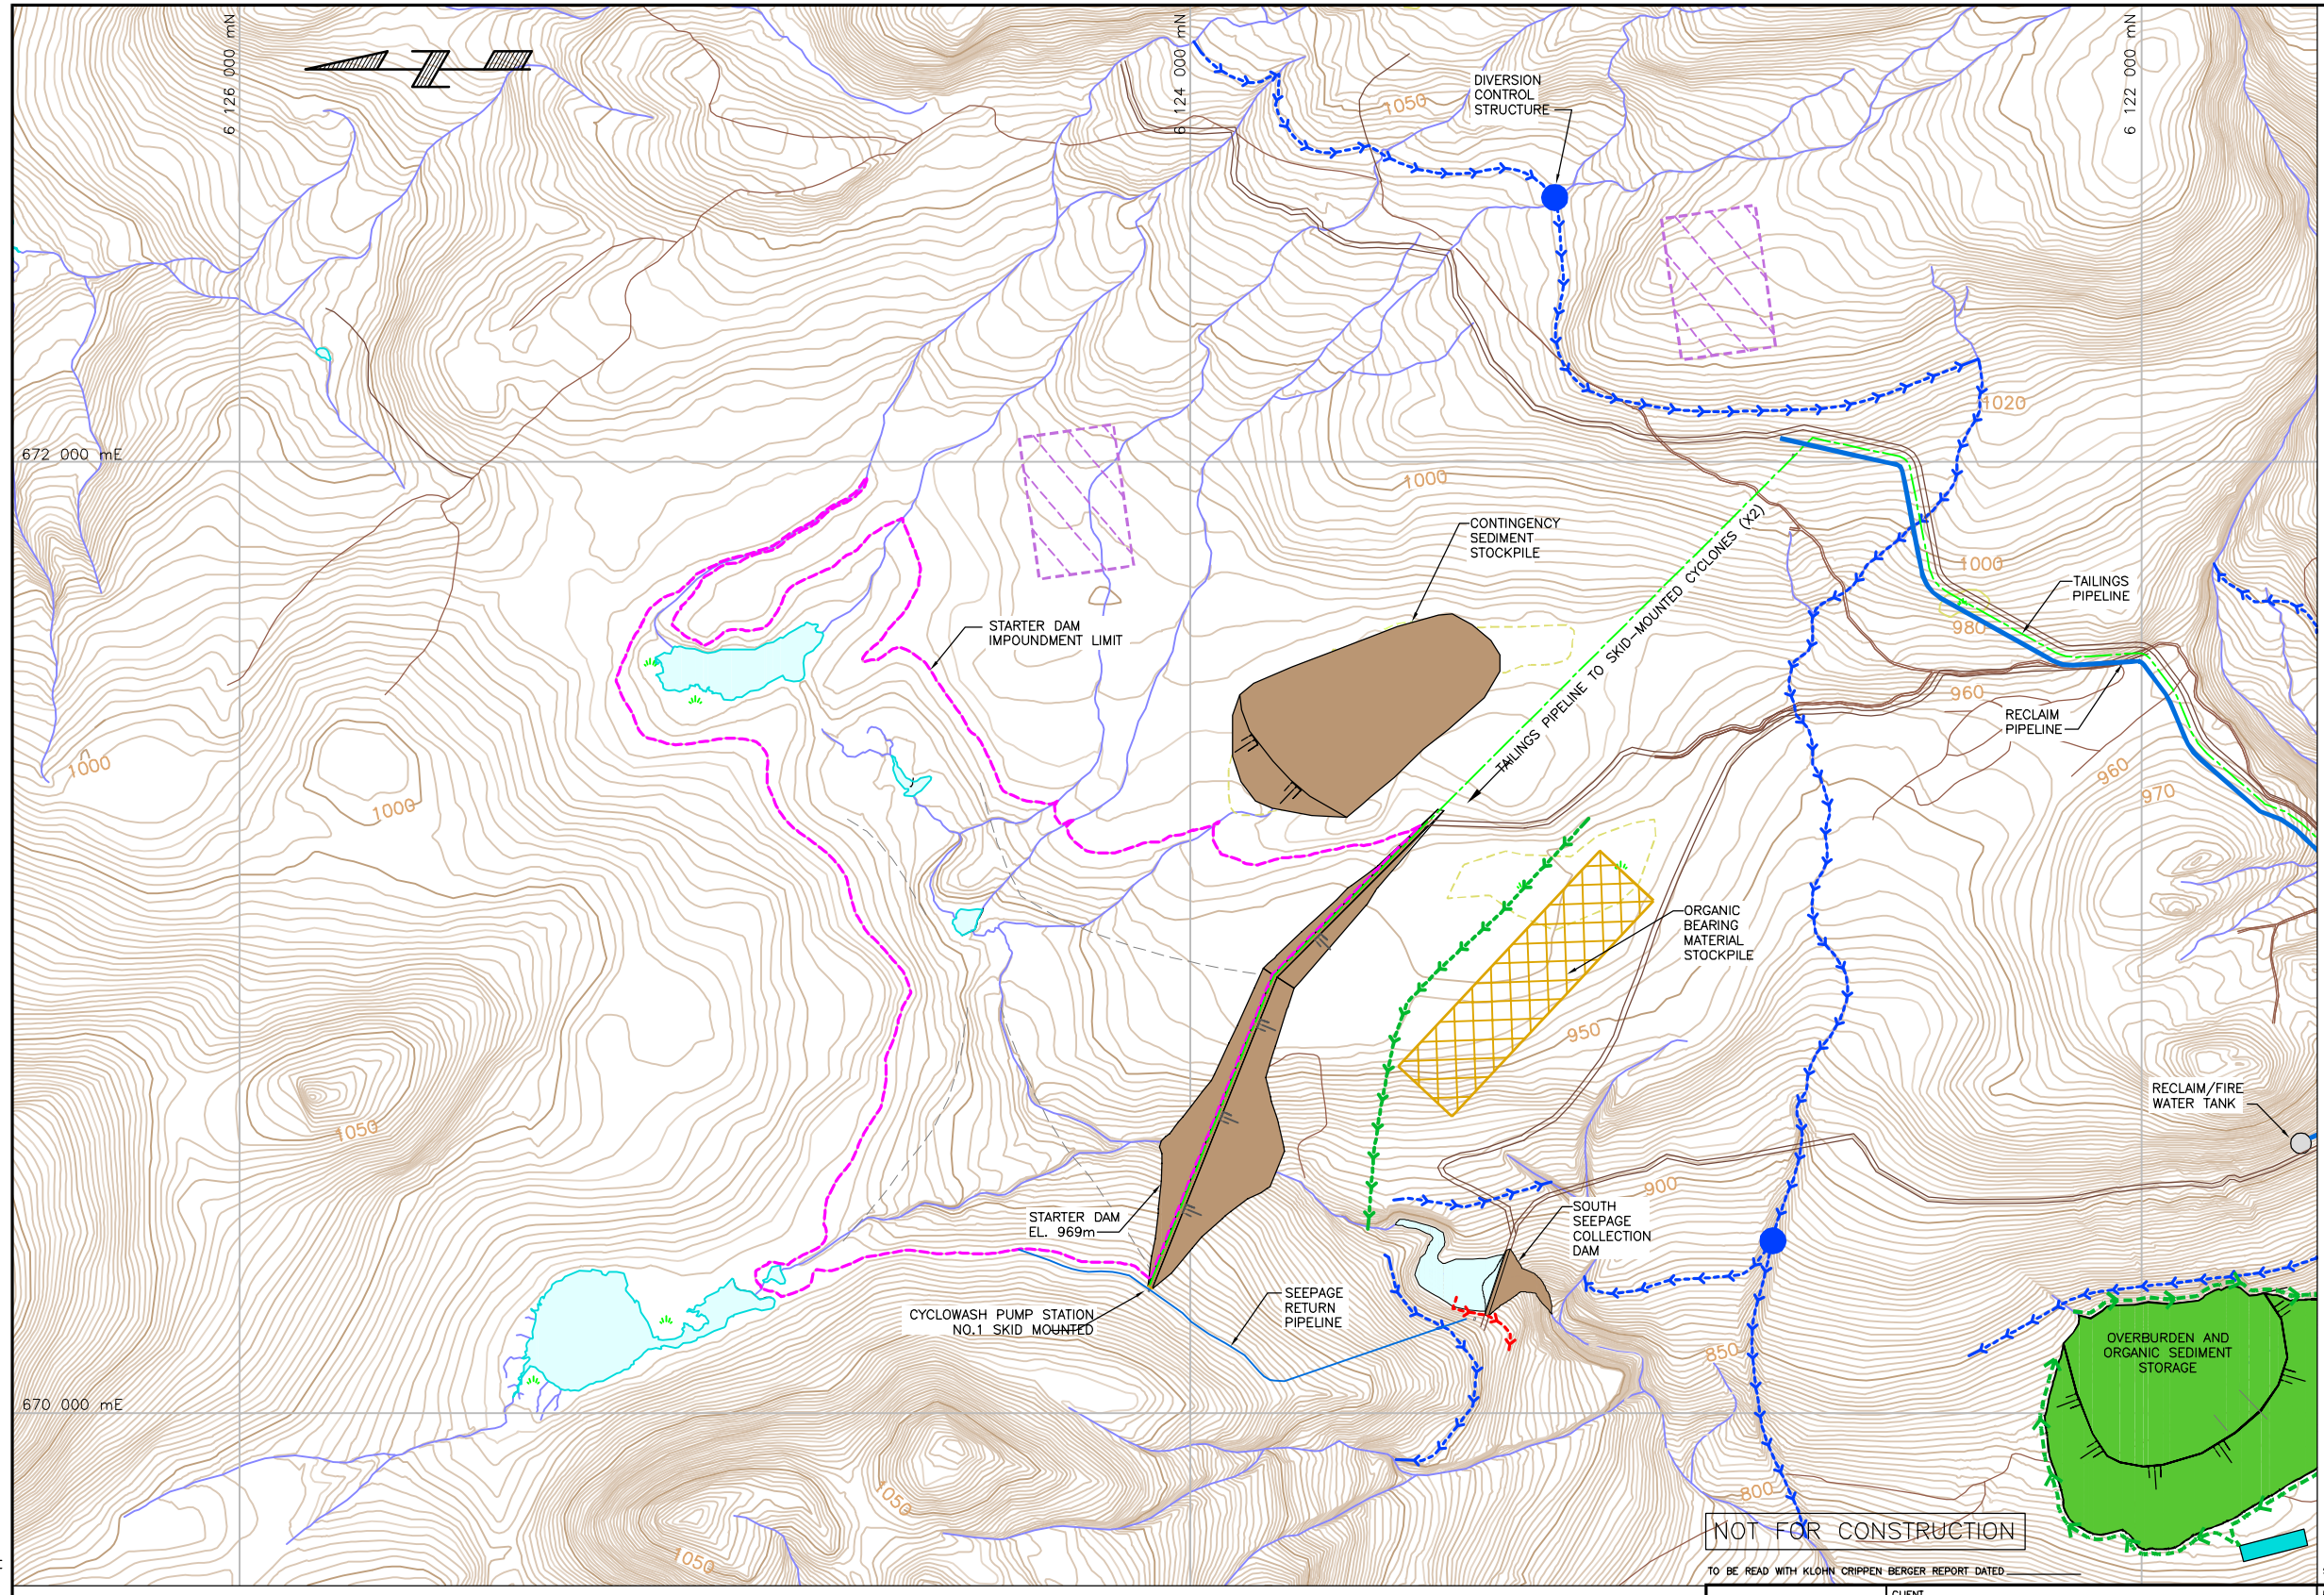 6 126 000 mN
6 124 000 mN
6 122 000 mN
DIVERSION
CONTROL
STRUCTURE
1050
1020
672 000 mE
1000
CONTINGENCY
SEDIMENT
STOCKPILE
TAILINGS PIPELINE TO SKID-MOUNTED CYCLONES (X2)
1000
TAILINGS
PIPELINE
980
STARTER DAM
IMPOUNDMENT LIMIT
960
RECLAIM
PIPELINE
1000
1000
960
970
ORGANIC
BEARING
MATERIAL
STOCKPILE
950
1050
RECLAIM/FIRE
WATER TANK
900
STARTER DAM
EL. 969m
SOUTH
SEEPAGE
COLLECTION
DAM
SEEPAGE
RETURN
PIPELINE
CYCLOWASH PUMP STATION
NO.1 SKID MOUNTED
850
OVERBURDEN AND
ORGANIC SEDIMENT
STORAGE
670 000 mE
1050
800
1050
NOT FOR CONSTRUCTION
TO BE READ WITH KLOHN CRIPPEN BERGER REPORT DATED
CLIENT